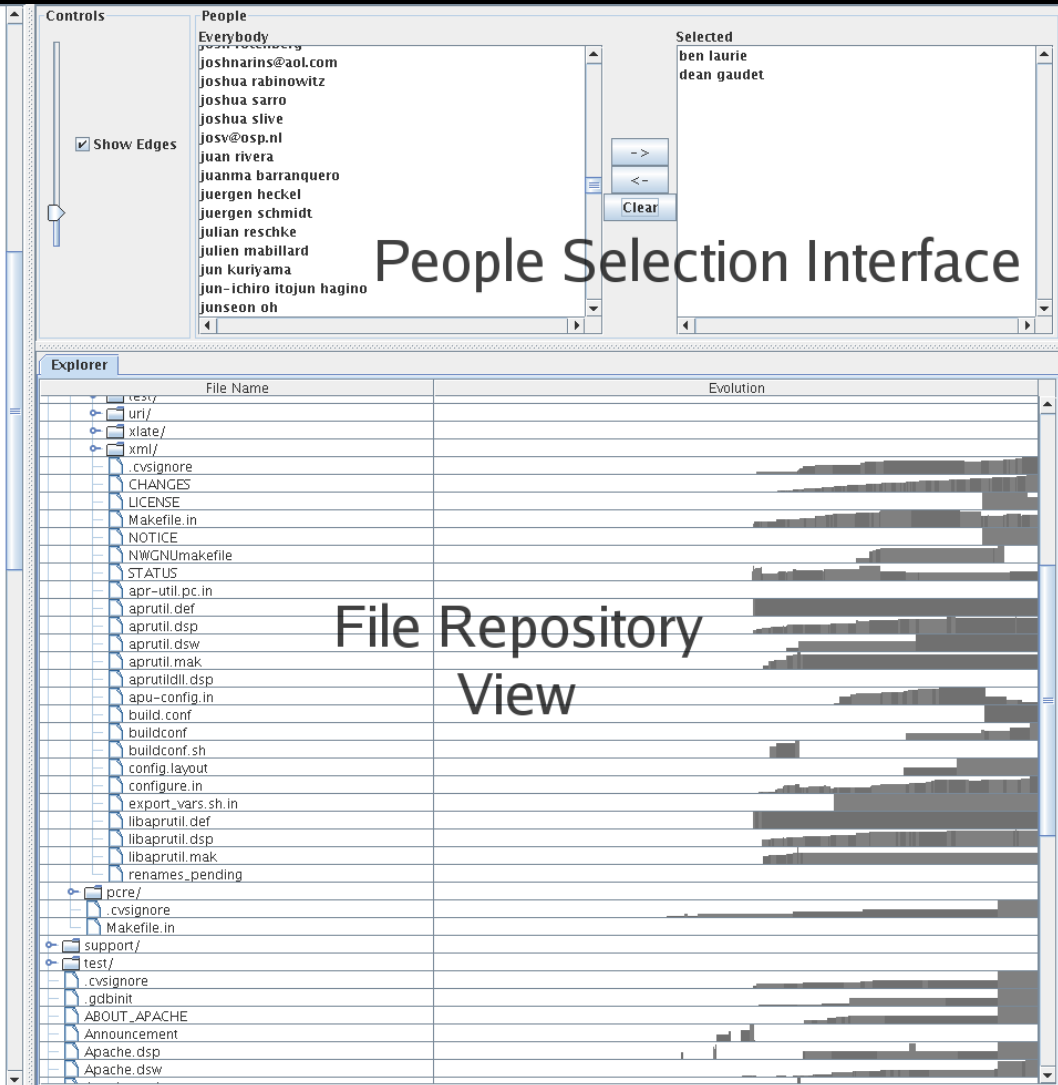 Controls
People
Everybody
Selected
josh rotenberg
joshnarins@aol.com
joshua rabinowitz
joshua sarro
joshua slive
josv@osp.nl
juan rivera
juanma barranquero
juergen heckel
juergen schmidt
julian reschke
julien mabillard
jun kuriyama
jun-ichiro itojun hagino
junseon oh
Show Edges
->
<-
Clear
ben laurie
dean gaudet
People Selection Interface
Explorer
File Name
Evolution
test/
uri/
xlate/
xml/
.cvsignore
CHANGES
LICENSE
Makefile.in
NOTICE
NWGNUmakefile
STATUS
apr-util.pc.in
aprutil.def
aprutil.dsp
aprutil.dsw
aprutil.mak
aprutildll.dsp
apu-config.in
build.conf
buildconf
buildconf.sh
config.layout
configure.in
export_vars.sh.in
libaprutil.def
libaprutil.dsp
libaprutil.mak
renames_pending
pcre/
.cvsignore
Makefile.in
support/
test/
.cvsignore
.gdbinit
ABOUT_APACHE
Announcement
Apache.dsp
Apache.dsw
File Repository
View